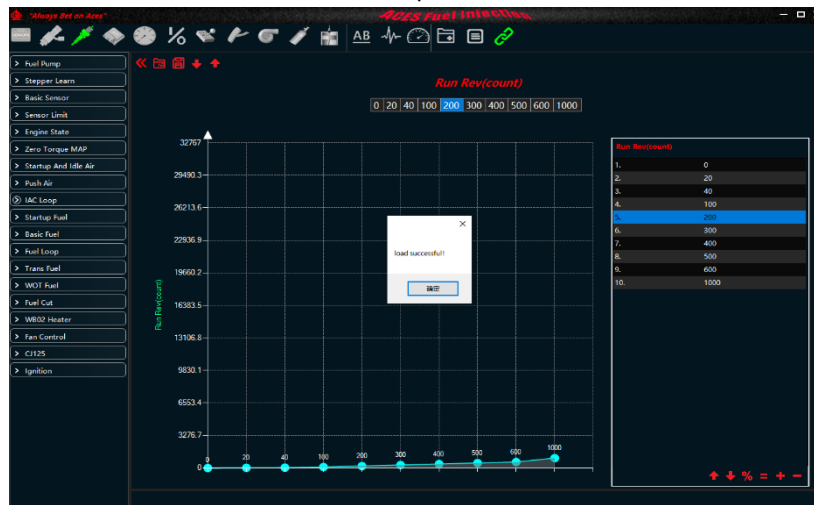 "Always Bet on Aces"
ACES Fuel Injection
AB
Fuel Pump
Stepper Learn
Basic Sensor
Sensor Limit
Engine State
Zero Torque MAP
Startup And Idle Air
Push Air
IAC Loop
Startup Fuel
Basic Fuel
Fuel Loop
Trans Fuel
WOT Fuel
Fuel Cut
WB02 Heater
Fan Control
CJ125
Ignition
Run Rev(count)
0 20 40 100 200 300 400 500 600 1000
32767
29490.3
26213.6
22936.9
19660.2
16383.5
13106.8
9830.1
6553.4
3276.7
0
Run Rev(count)
0 20 40 100 200 300 400 500 600 1000
load successful!
确定
Run Rev(count)
1. 0
2. 20
3. 40
4. 100
5. 200
6. 300
7. 400
8. 500
9. 600
10. 1000
% = + −